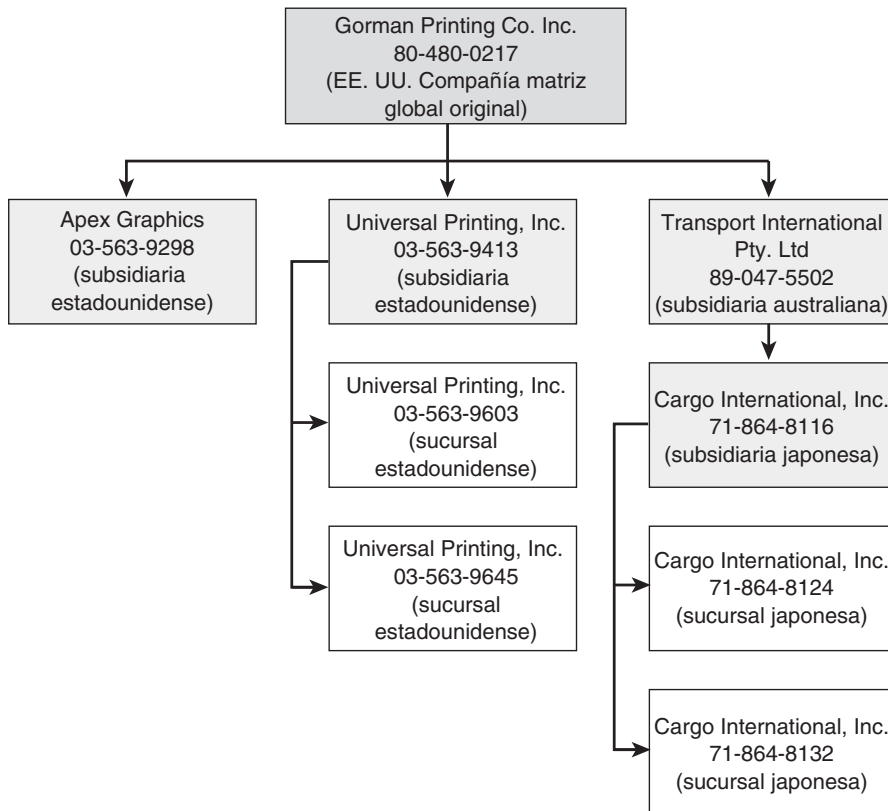 Gorman Printing Co. Inc.
80-480-0217
(EE. UU. Compañía matriz
global original)
Apex Graphics
03-563-9298
(subsidiaria
estadounidense)
Universal Printing, Inc.
03-563-9413
(subsidiaria
estadounidense)
Transport International
Pty. Ltd
89-047-5502
(subsidiaria australiana)
Universal Printing, Inc.
03-563-9603
(sucursal
estadounidense)
Cargo International, Inc.
71-864-8116
(subsidiaria japonesa)
Universal Printing, Inc.
03-563-9645
(sucursal
estadounidense)
Cargo International, Inc.
71-864-8124
(sucursal japonesa)
Cargo International, Inc.
71-864-8132
(sucursal japonesa)